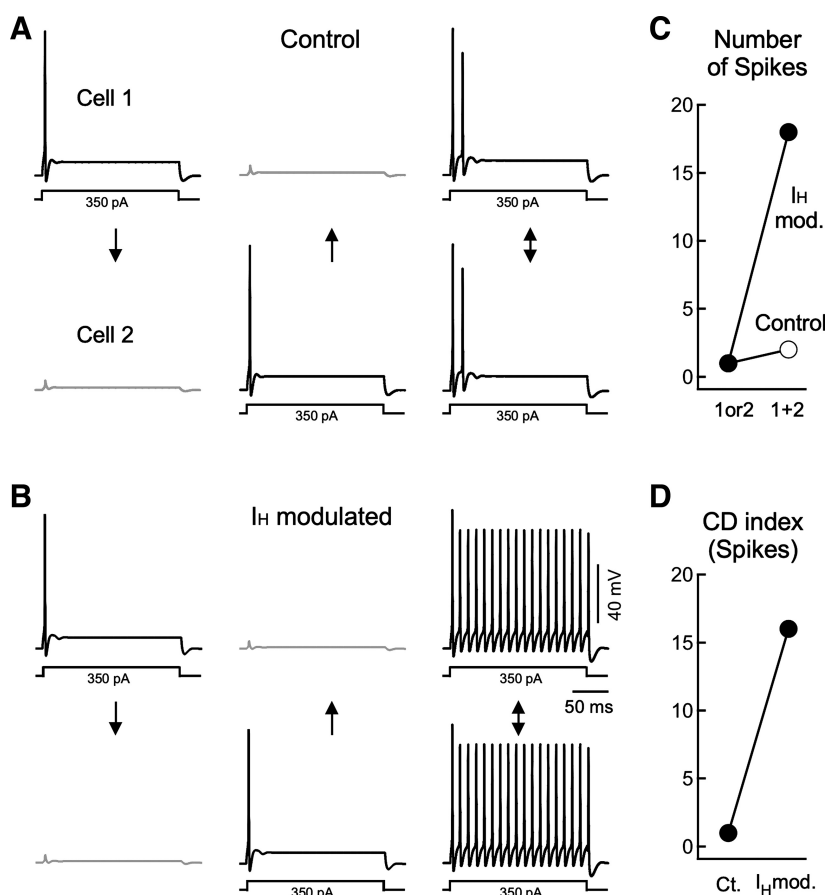 A
Control
Cell 1
350 pA
350 pA
Cell 2
350 pA
350 pA
B
IH modulated
40 mV
350 pA
350 pA
50 ms
350 pA
350 pA
C
Number
of Spikes
20
15
10
5
0
IH
mod.
Control
1or2 1+2
D
CD index
(Spikes)
20
15
10
5
0
Ct. IHmod.